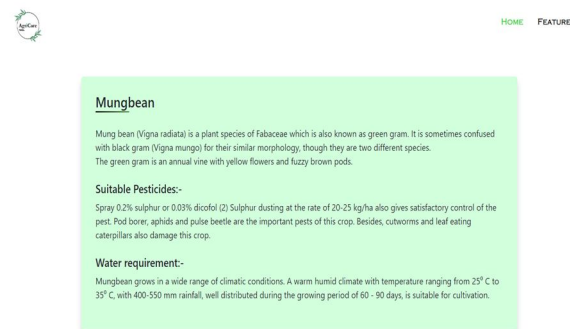 AgriCare
HOME FEATURE
Mungbean
Mung bean (Vigna radiata) is a plant species of Fabaceae which is also known as green gram. It is sometimes confused
with black gram (Vigna mungo) for their similar morphology, though they are two different species.
The green gram is an annual vine with yellow flowers and fuzzy brown pods.
Suitable Pesticides:-
Spray 0.2% sulphur or 0.03% dicofol (2) Sulphur dusting at the rate of 20-25 kg/ha also gives satisfactory control of the
pest. Pod borer, aphids and pulse beetle are the important pests of this crop. Besides, cutworms and leaf eating
caterpillars also damage this crop.
Water requirement:-
Mungbean grows in a wide range of climatic conditions. A warm humid climate with temperature ranging from 25⁰ C to
35⁰ C, with 400-550 mm rainfall, well distributed during the growing period of 60 - 90 days, is suitable for cultivation.